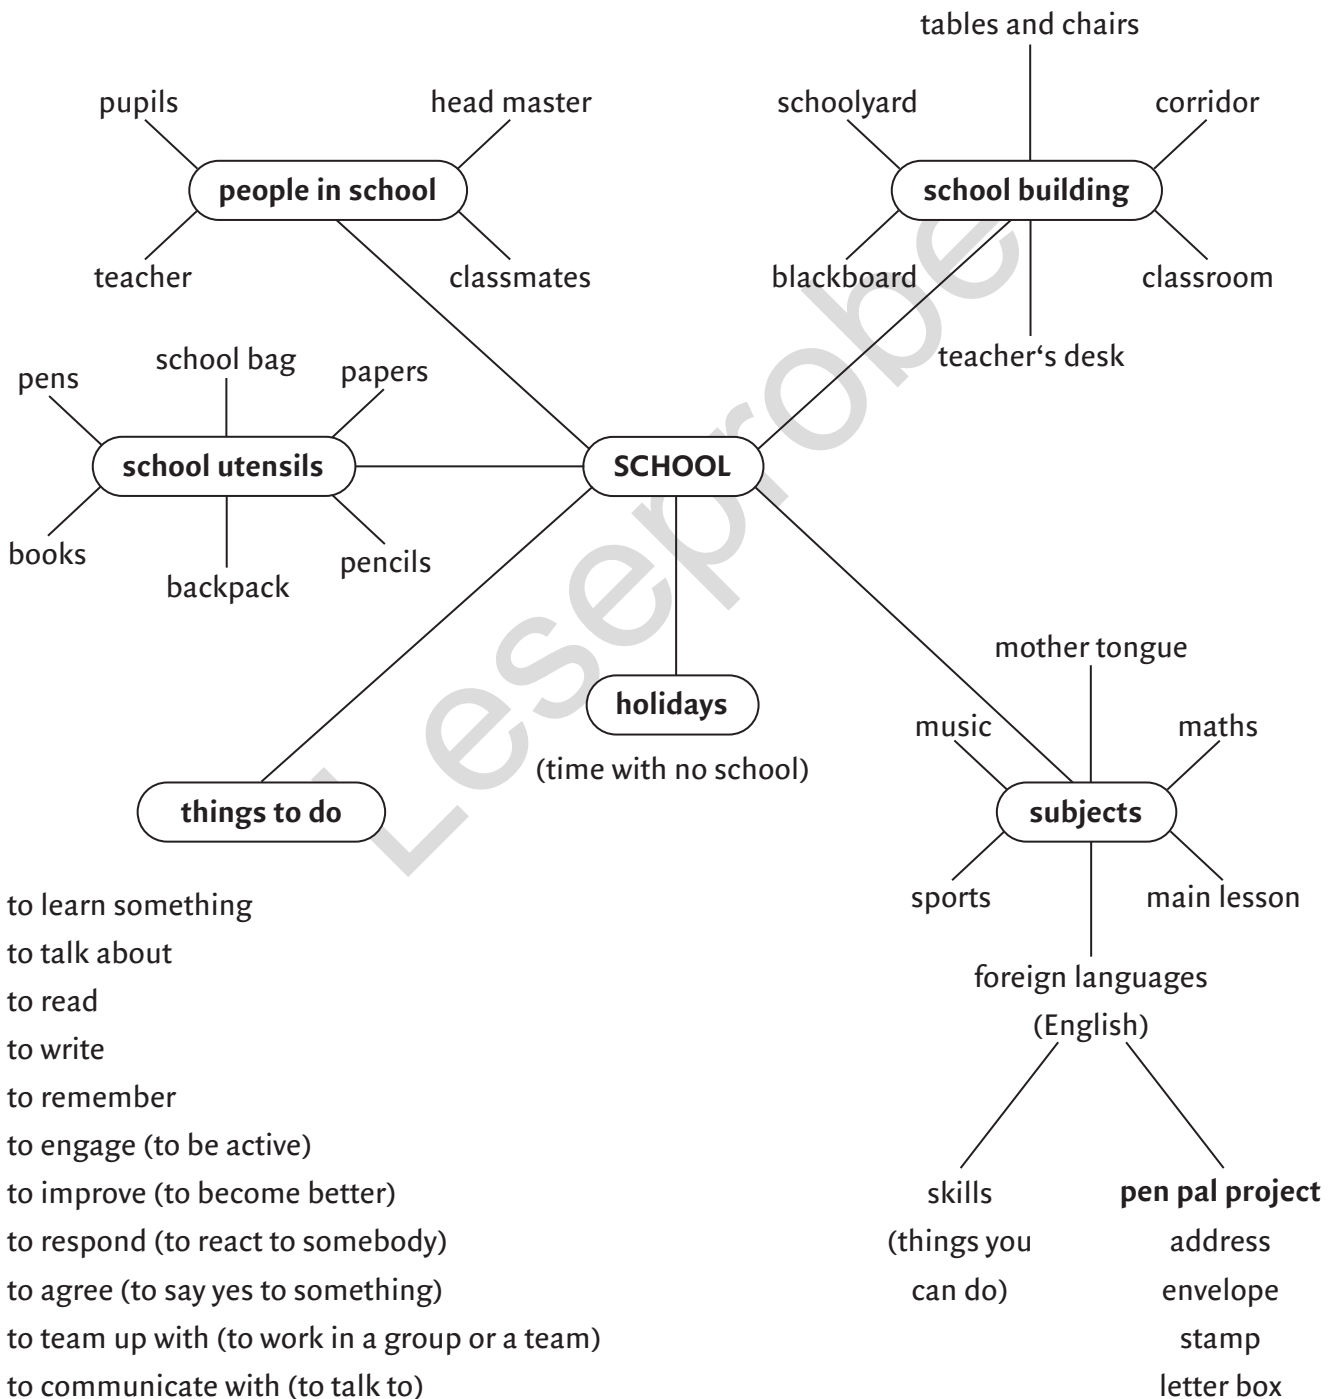 tables and chairs
pupils
head master
schoolyard
corridor
people in school
school building
teacher
classmates
blackboard
classroom
teacher‘s desk
school bag
papers
pens
school utensils
SCHOOL
books
pencils
backpack
mother tongue
holidays
music
maths
(time with no school)
things to do
subjects
sports
main lesson
foreign languages
(English)
to learn something
to talk about
to read
to write
to remember
to engage (to be active)
to improve (to become better)
to respond (to react to somebody)
to agree (to say yes to something)
to team up with (to work in a group or a team)
to communicate with (to talk to)
skills
(things you
can do)
pen pal project
address
envelope
stamp
letter box
Leseprobe